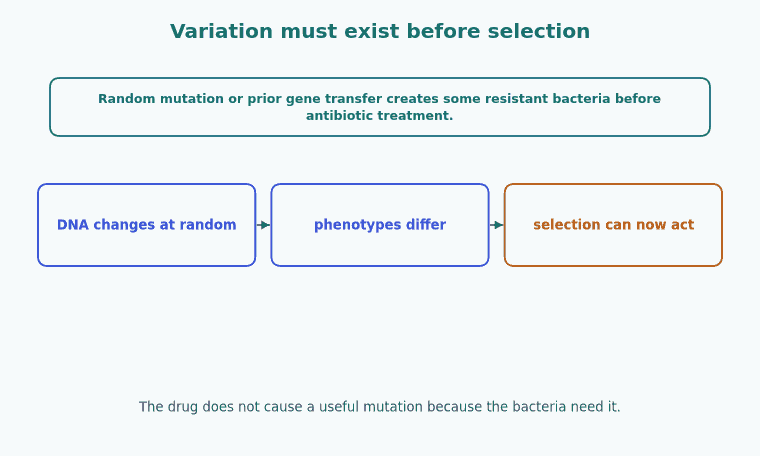 Variation must exist before selection
Random mutation or prior gene transfer creates some resistant bacteria before
antibiotic treatment.
DNA changes at random
phenotypes differ
selection can now act
The drug does not cause a useful mutation because the bacteria need it.